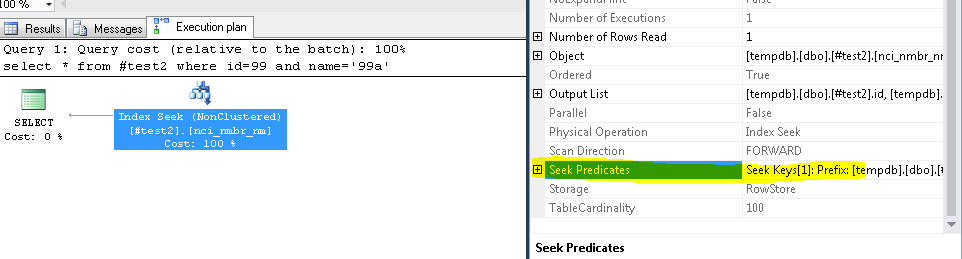 100 %
Results Messages Execution plan
Query 1: Query cost (relative to the batch): 100%
select * from #test2 where id=99 and name='99a'
SELECT
Cost: 0 %
Index Seek (NonClustered)
[#test2].[nci_nmbr_nm]
Cost: 100 %
NoExpandHint False
Number of Executions 1
Number of Rows Read 1
Object [tempdb].[dbo].[#test2].[nci_nmbr_nm
Ordered True
Output List [tempdb].[dbo].[#test2].id, [tempdb].
Parallel False
Physical Operation Index Seek
Scan Direction FORWARD
Seek Predicates Seek Keys[1]: Prefix: [tempdb].[dbo].[#
Storage RowStore
TableCardinality 100
Seek Predicates